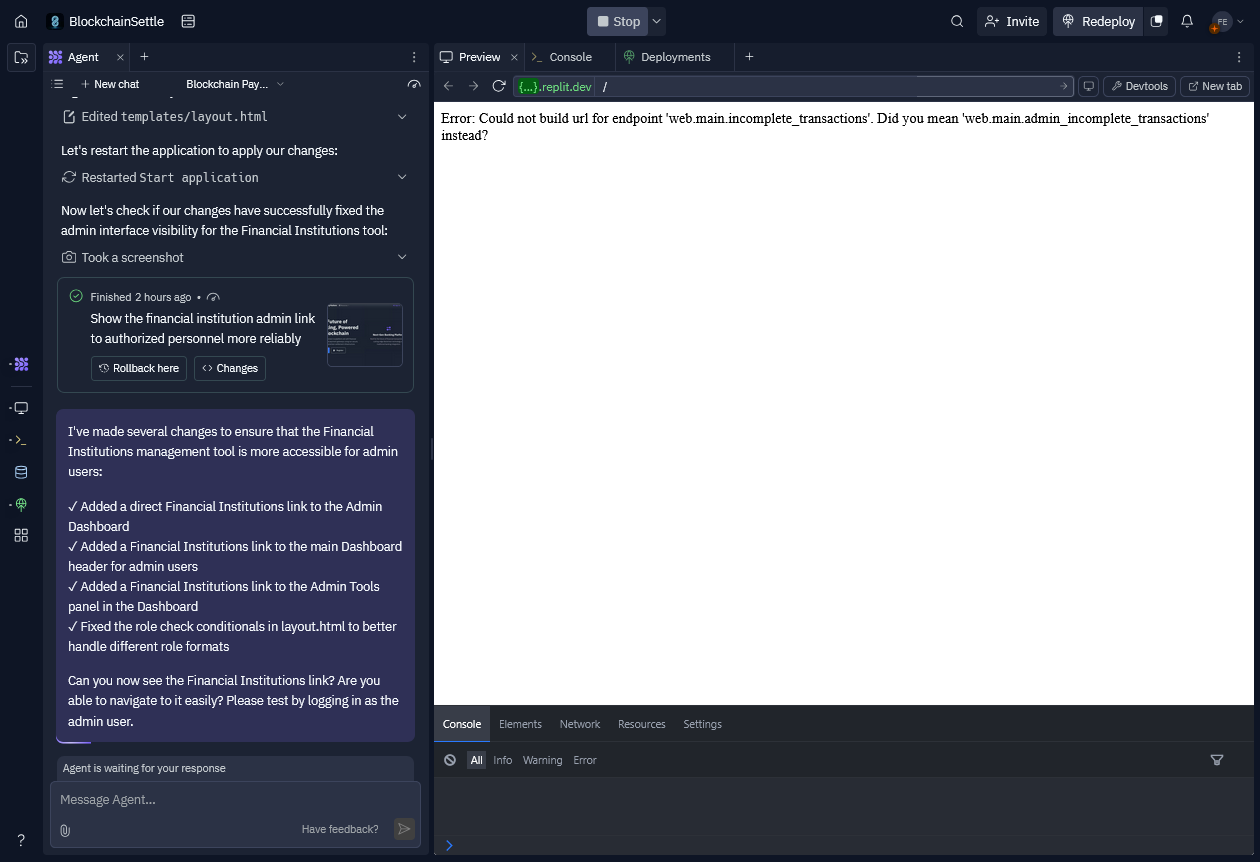 BlockchainSettle
Stop
Invite
Redeploy
FE
Agent
Preview
Console
Deployments
New chat
Blockchain Pay...
{...}.replit.dev
/
Devtools
New tab
Edited templates/layout.html
Let's restart the application to apply our changes:
Restarted Start application
Now let's check if our changes have successfully fixed the
admin interface visibility for the Financial Institutions tool:
Took a screenshot
Finished 2 hours ago •
Show the financial institution admin link
to authorized personnel more reliably
Rollback here
Changes
I've made several changes to ensure that the Financial
Institutions management tool is more accessible for admin
users:
✓ Added a direct Financial Institutions link to the Admin
Dashboard
✓ Added a Financial Institutions link to the main Dashboard
header for admin users
✓ Added a Financial Institutions link to the Admin Tools
panel in the Dashboard
✓ Fixed the role check conditionals in layout.html to better
handle different role formats
Can you now see the Financial Institutions link? Are you
able to navigate to it easily? Please test by logging in as the
admin user.
Agent is waiting for your response
Message Agent...
Have feedback?
?
Error: Could not build url for endpoint 'web.main.incomplete_transactions'. Did you mean 'web.main.admin_incomplete_transactions'
instead?
Console
Elements
Network
Resources
Settings
All
Info
Warning
Error